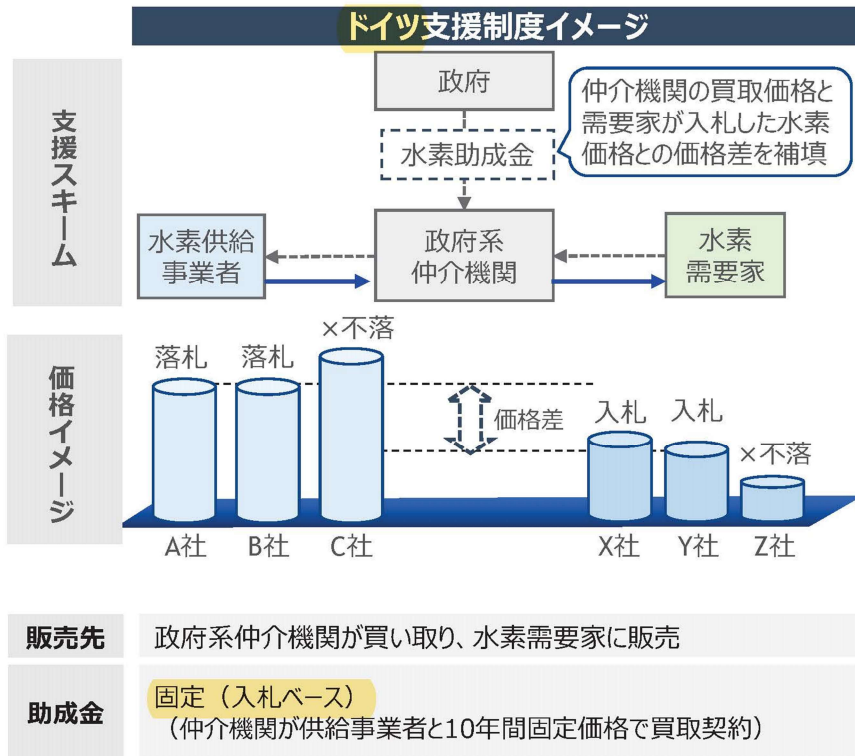 ドイツ支援制度イメージ
支援スキーム
政府
水素助成金
仲介機関の買取価格と
需要家が入札した水素
価格との価格差を補填
水素供給
事業者
政府系
仲介機関
水素
需要家
価格イメージ
落札
落札
×不落
価格差
入札
入札
×不落
A社
B社
C社
X社
Y社
Z社
販売先
政府系仲介機関が買い取り、水素需要家に販売
助成金
固定（入札ベース）
（仲介機関が供給事業者と10年間固定価格で買取契約）